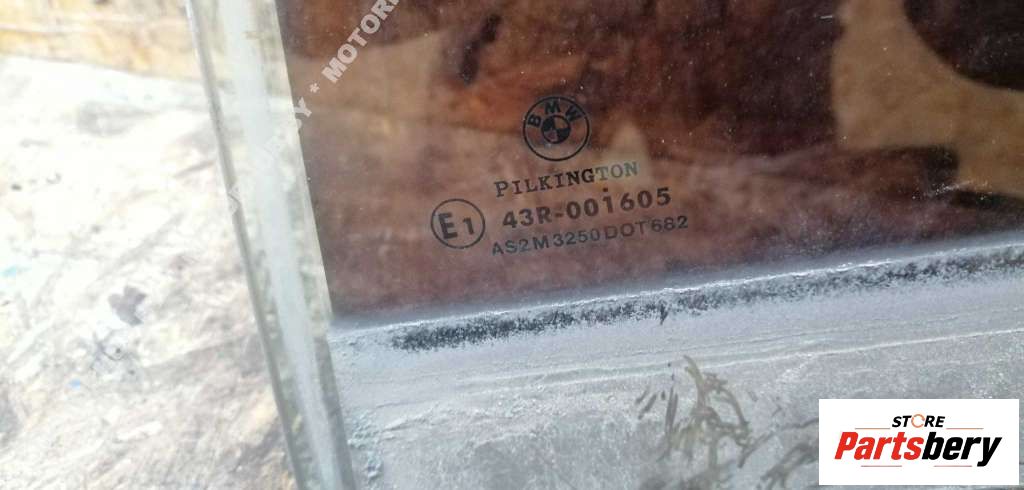 * MOTOR
BMW
PILKINGTON
E1
43R-001605
AS2M3250DOT682
STORE
Partsbery